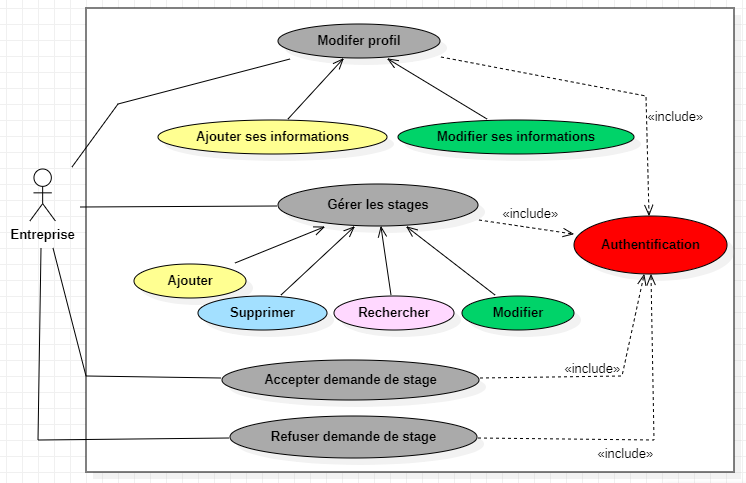 Modifer profil
«include»
Ajouter ses informations
Modifier ses informations
Gérer les stages
«include»
Entreprise
Authentification
Ajouter
Supprimer
Rechercher
Modifier
«include»
Accepter demande de stage
Refuser demande de stage
«include»